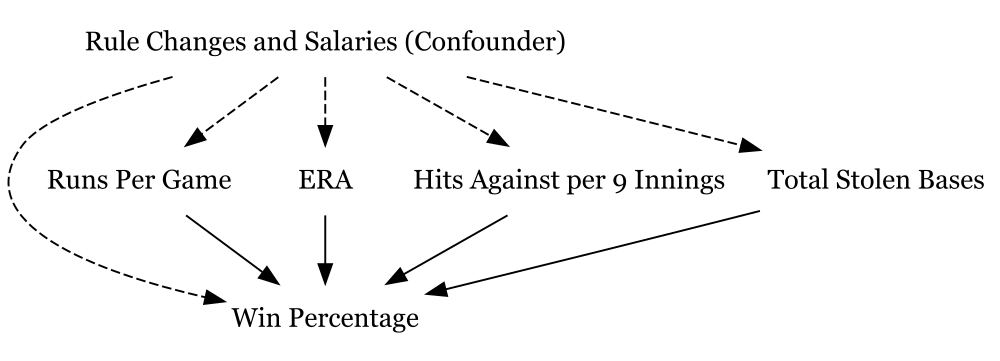 Rule Changes and Salaries (Confounder)
Runs Per Game
ERA
Hits Against per 9 Innings
Total Stolen Bases
Win Percentage